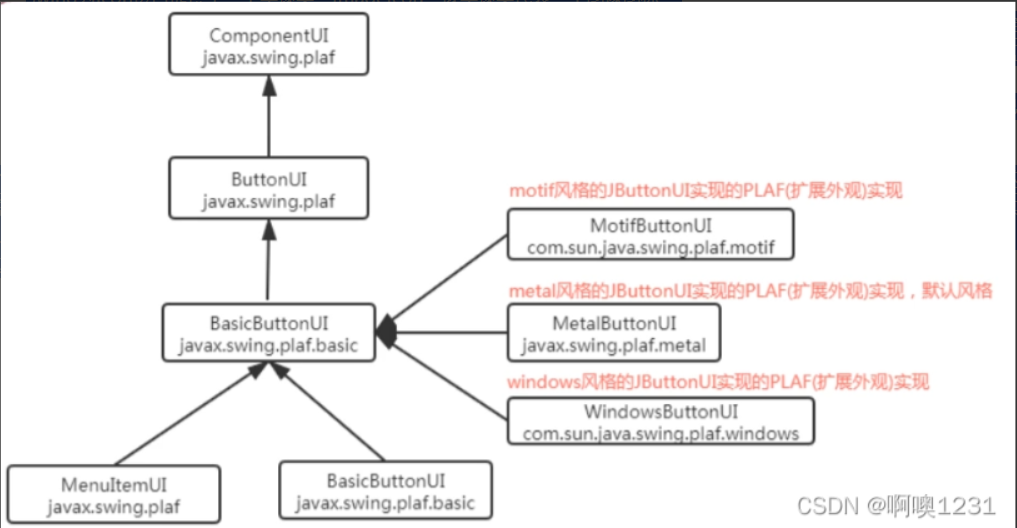 ComponentUI
javax.swing.plaf
ButtonUI
javax.swing.plaf
motif风格的JButtonUI实现的PLAF(扩展外观)实现
MotifButtonUI
com.sun.java.swing.plaf.motif
metal风格的JButtonUI实现的PLAF(扩展外观)实现，默认风格
BasicButtonUI
javax.swing.plaf.basic
MetalButtonUI
javax.swing.plaf.metal
windows风格的JButtonUI实现的PLAF(扩展外观)实现
WindowsButtonUI
com.sun.java.swing.plaf.windows
MenuItemUI
javax.swing.plaf
BasicButtonUI
javax.swing.plaf.basic
CSDN @啊噢1231